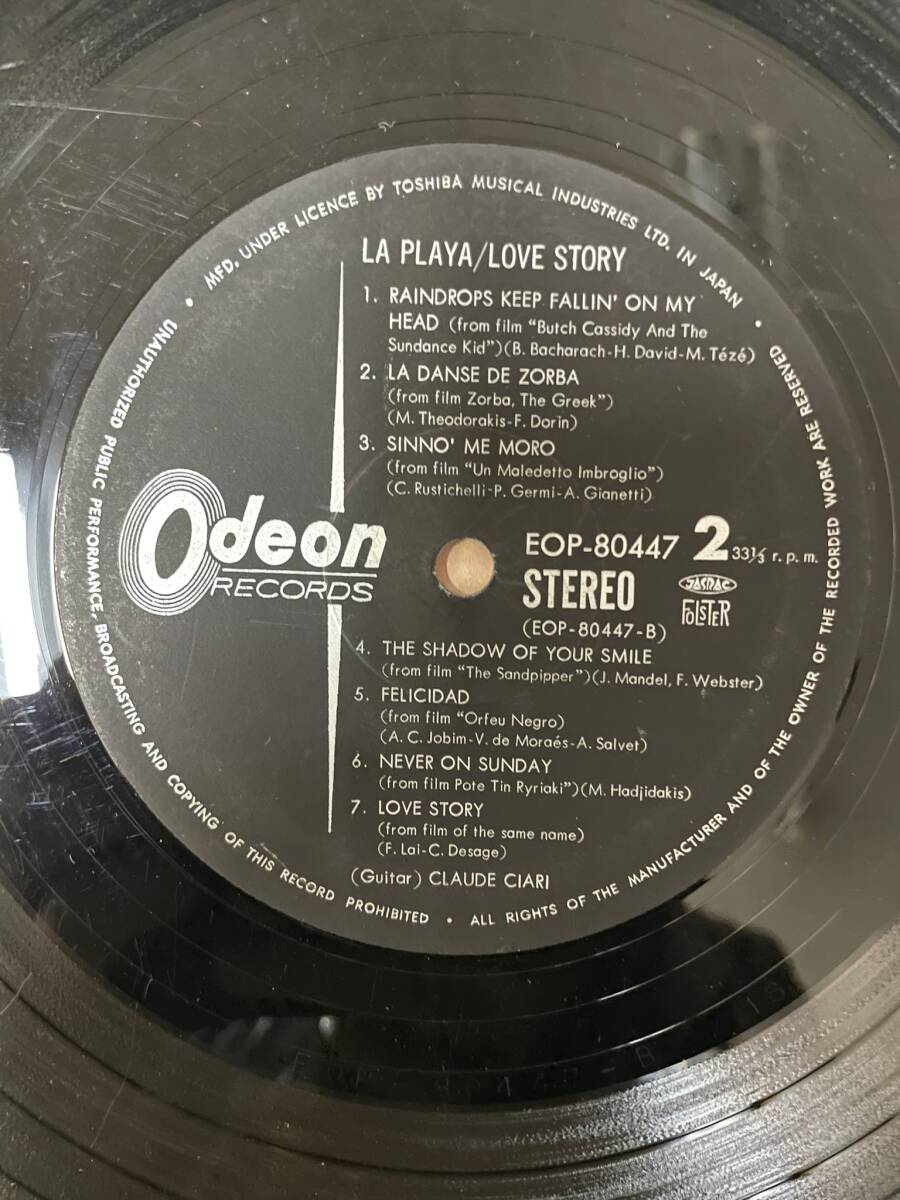 MFD. UNDER LICENCE BY TOSHIBA MUSICAL INDUSTRIES LTD. IN JAPAN •
LA PLAYA/LOVE STORY
1. RAINDROPS KEEP FALLIN' ON MY
HEAD (from film "Butch Cassidy And The
Sundance Kid")(B. Bacharach-H. David-M. Tézé)
2. LA DANSE DE ZORBA
(from film Zorba, The Greek")
(M. Theodorakis-F. Dorin)
3. SINNO' ME MORO
(from film "Un Maledetto Imbroglio")
(C. Rustichelli-P. Germi-A. Gianetti)
Odeon
RECORDS
EOP-80447 2 33⅓ r.p.m.
STEREO
JASRAC
FOLSTER
(EOP-80447-B)
4. THE SHADOW OF YOUR SMILE
(from film "The Sandpipper")(J. Mandel, F. Webster)
5. FELICIDAD
(from film "Orfeu Negro)
(A. C. Jobim-V. de Moraés-A. Salvet)
6. NEVER ON SUNDAY
(from film Pote Tin Ryriaki")(M. Hadjidakis)
7. LOVE STORY
(from film of the same name)
(F. Lai-C. Desage)
(Guitar) CLAUDE CIARI
UNAUTHORIZED PUBLIC PERFORMANCE, BROADCASTING AND COPYING OF THIS RECORD PROHIBITED • ALL RIGHTS OF THE MANUFACTURER AND OF THE OWNER OF THE RECORDED WORK ARE RESERVED